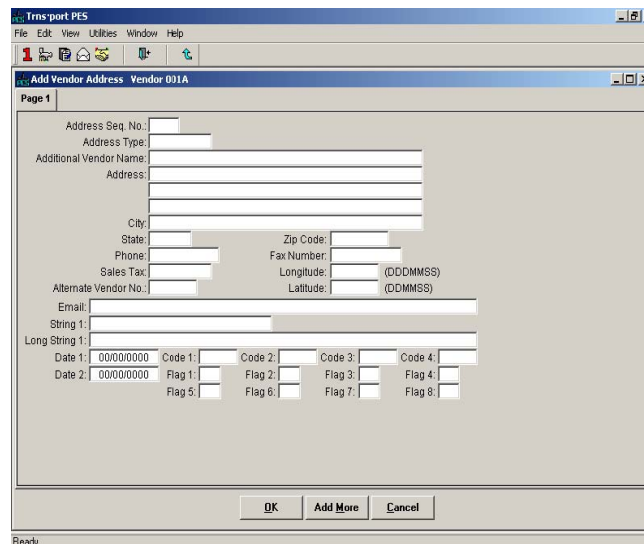 Trns•port PES
File Edit View Utilities Window Help
Add Vendor Address Vendor 001A
Page 1
Address Seq. No.:
Address Type:
Additional Vendor Name:
Address:
City:
State: Zip Code:
Phone: Fax Number:
Sales Tax: Longitude: (DDDMMSS)
Alternate Vendor No.: Latitude: (DDMMSS)
Email:
String 1:
Long String 1:
Date 1: 00/00/0000 Code 1: Code 2: Code 3: Code 4:
Date 2: 00/00/0000 Flag 1: Flag 2: Flag 3: Flag 4:
Flag 5: Flag 6: Flag 7: Flag 8:
OK Add More Cancel
Ready